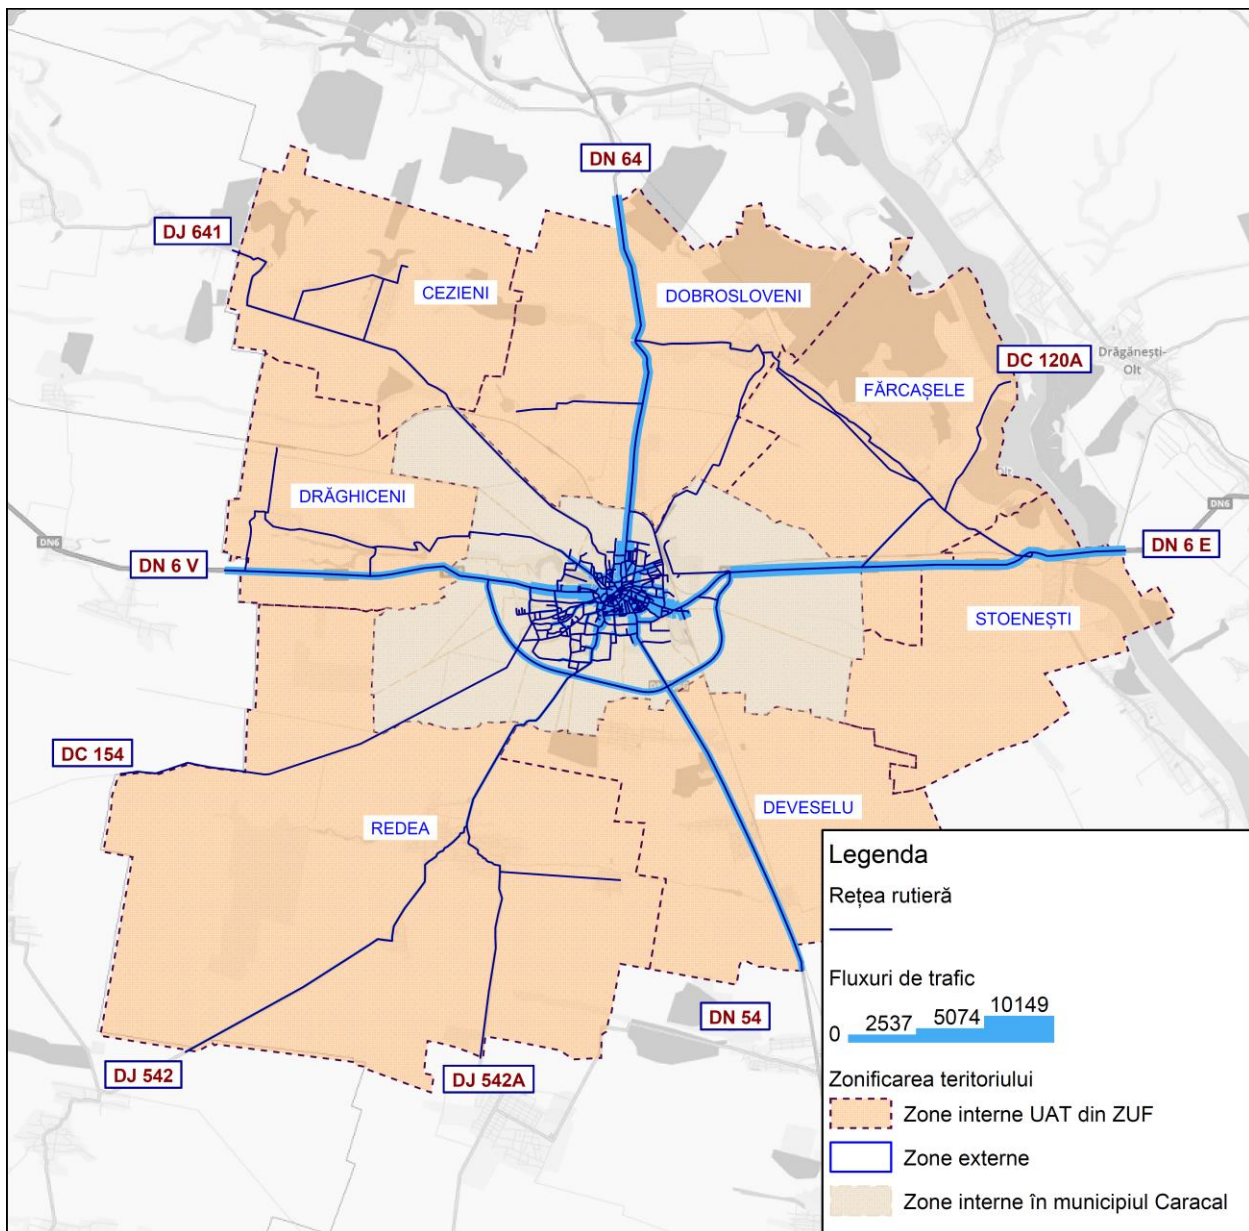 DN 64
DJ 641
CEZIENI
DOBROSLOVENI
DC 120A
Drăgănești-
Olt
FĂRCAȘELE
DRĂGHICENI
DN6
DN6
DN 6 V
DN 6 E
STOENEȘTI
DC 154
DEVESELU
REDEA
DN 54
DJ 542
DJ 542A
Legenda
Rețea rutieră
Fluxuri de trafic
0 2537 5074 10149
Zonificarea teritoriului
Zone interne UAT din ZUF
Zone externe
Zone interne în municipiul Caracal